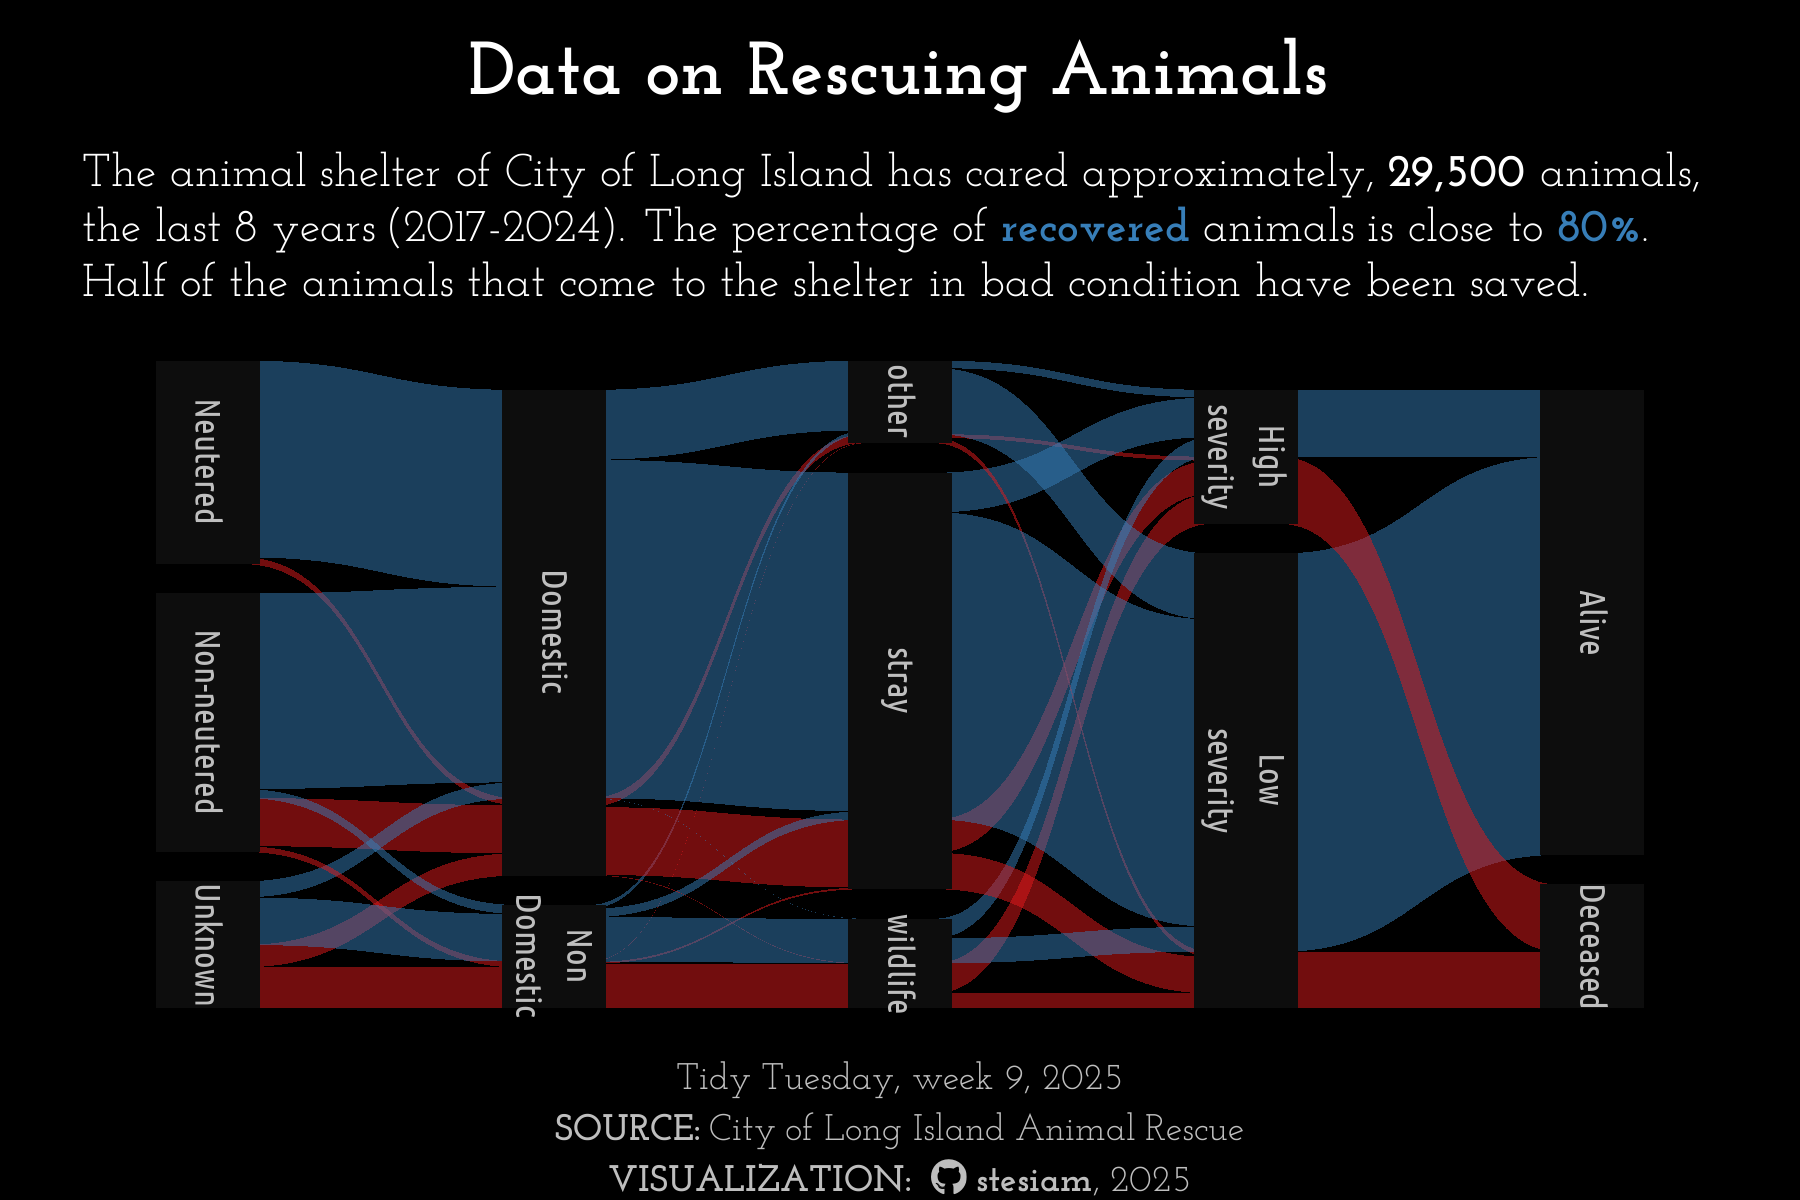 Data on Rescuing Animals
The animal shelter of City of Long Island has cared approximately, 29,500 animals,
the last 8 years (2017-2024). The percentage of recovered animals is close to 80%.
Half of the animals that come to the shelter in bad condition have been saved.
Neutered
Non-neutered
Unknown
Domestic
Non
Domestic
other
stray
wildlife
High
severity
Low
severity
Alive
Deceased
Tidy Tuesday, week 9, 2025
SOURCE: City of Long Island Animal Rescue
VISUALIZATION: stesiam, 2025